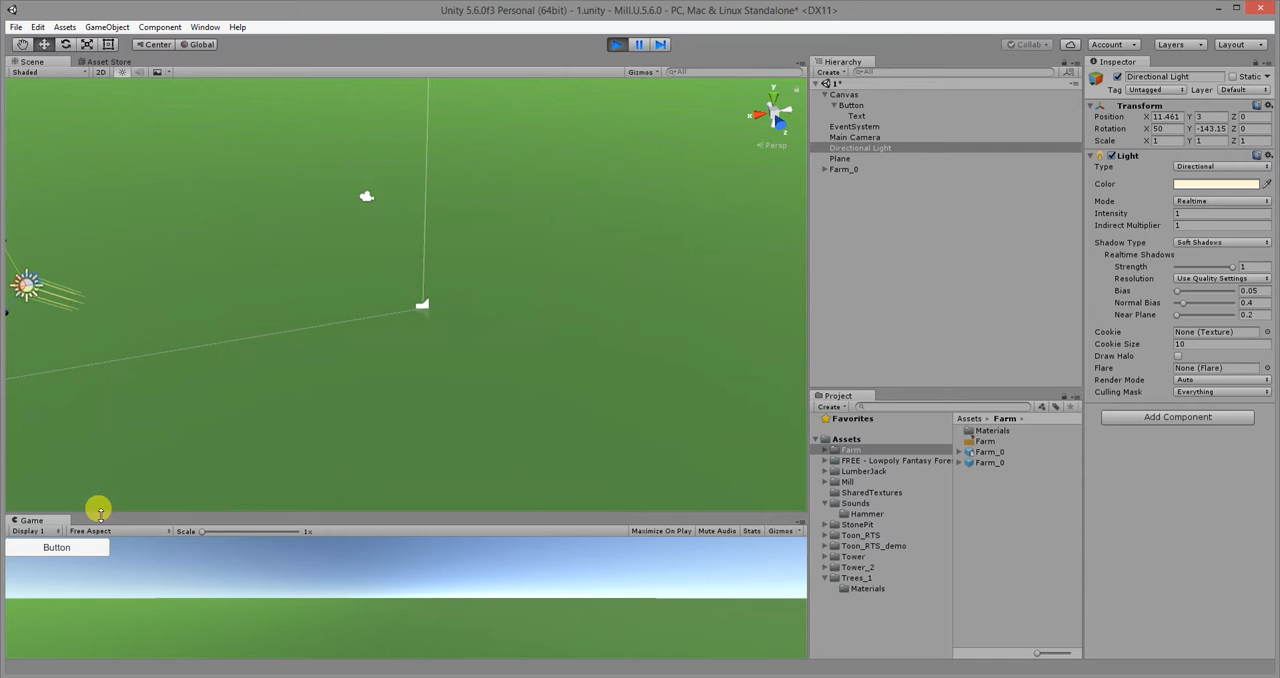 Unity 5.6.0f3 Personal (64bit) - 1.unity - Mill.U.5.6.0 - PC, Mac & Linux Standalone* <DX11>
File Edit Assets GameObject Component Window Help
Center Global Collab Account Layers Layout
Scene Asset Store
Shaded 2D Gizmos All
y
x
z
Persp
Game
Display 1 Free Aspect Scale 1x Maximize On Play Mute Audio Stats Gizmos
Button
Hierarchy
Create All
1*
Canvas
Button
Text
EventSystem
Main Camera
Directional Light
Plane
Farm_0
Project
Create
Favorites
Assets
Farm
FREE - Lowpoly Fantasy Fores
LumberJack
Mill
SharedTextures
Sounds
Hammer
StonePit
Toon_RTS
Toon_RTS_demo
Tower
Tower_2
Trees_1
Materials
Assets Farm
Materials
Farm
Farm_0
Farm_0
Inspector
Directional Light Static
Tag Untagged Layer Default
Transform
Position X 11.461 Y 3 Z 0
Rotation X 50 Y -143.15 Z 0
Scale X 1 Y 1 Z 1
Light
Type Directional
Color
Mode Realtime
Intensity 1
Indirect Multiplier 1
Shadow Type Soft Shadows
Realtime Shadows
Strength 1
Resolution Use Quality Settings
Bias 0.05
Normal Bias 0.4
Near Plane 0.2
Cookie None (Texture)
Cookie Size 10
Draw Halo
Flare None (Flare)
Render Mode Auto
Culling Mask Everything
Add Component